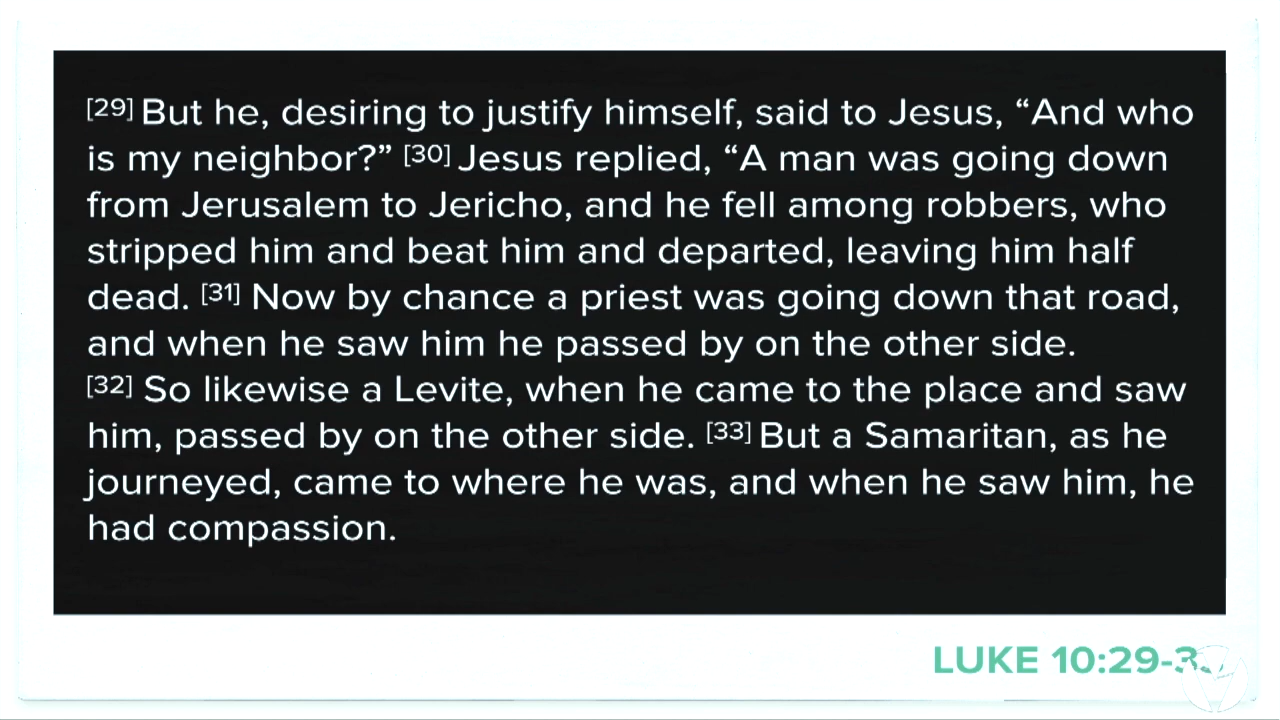 [29] But he, desiring to justify himself, said to Jesus, “And who
is my neighbor?” [30] Jesus replied, “A man was going down
from Jerusalem to Jericho, and he fell among robbers, who
stripped him and beat him and departed, leaving him half
dead. [31] Now by chance a priest was going down that road,
and when he saw him he passed by on the other side.
[32] So likewise a Levite, when he came to the place and saw
him, passed by on the other side. [33] But a Samaritan, as he
journeyed, came to where he was, and when he saw him, he
had compassion.
LUKE